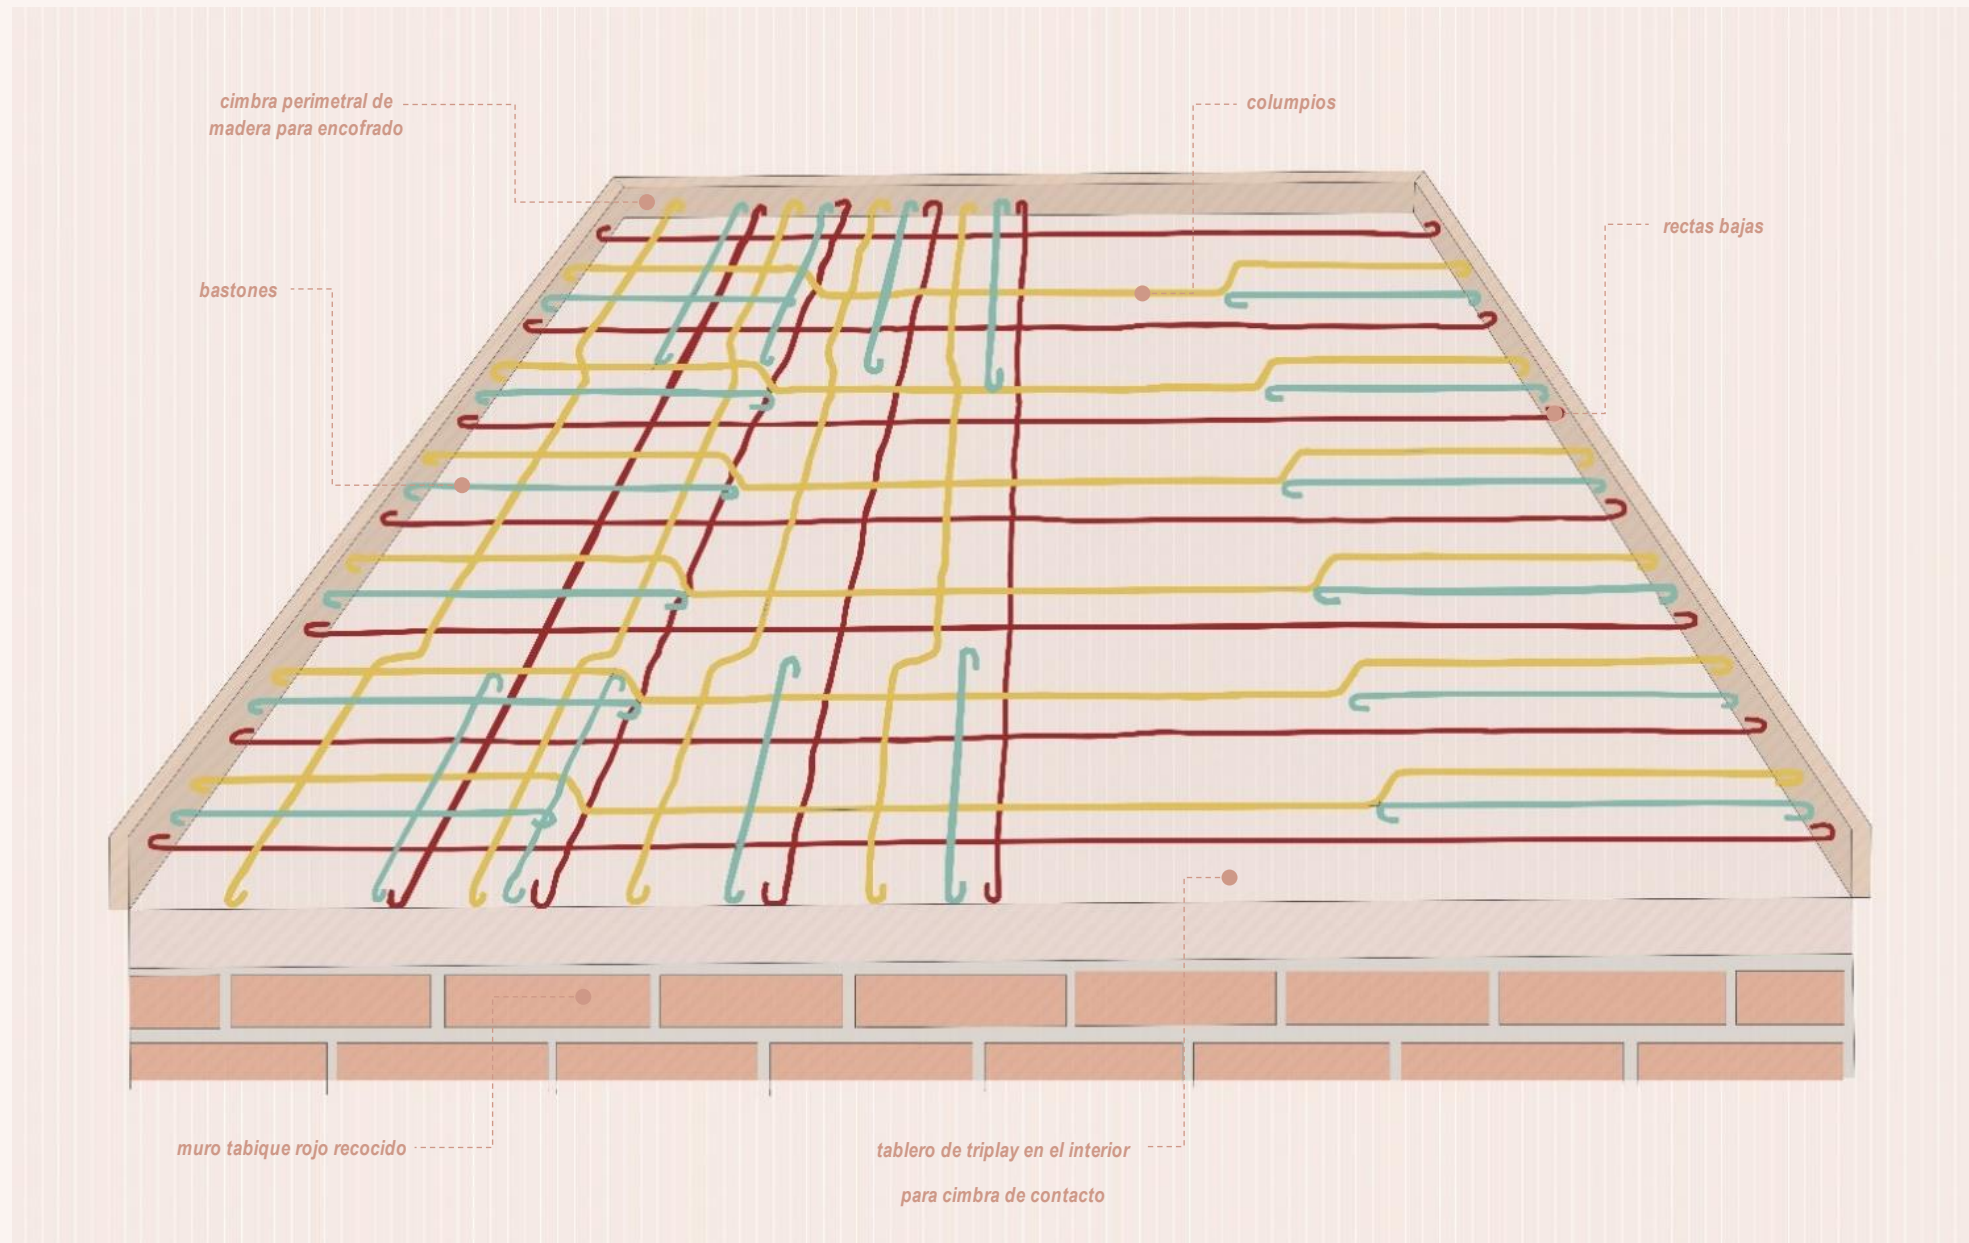 cimbra perimetral de
madera para encofrado
columpios
rectas bajas
bastones
muro tabique rojo recocido
tablero de triplay en el interior
para cimbra de contacto